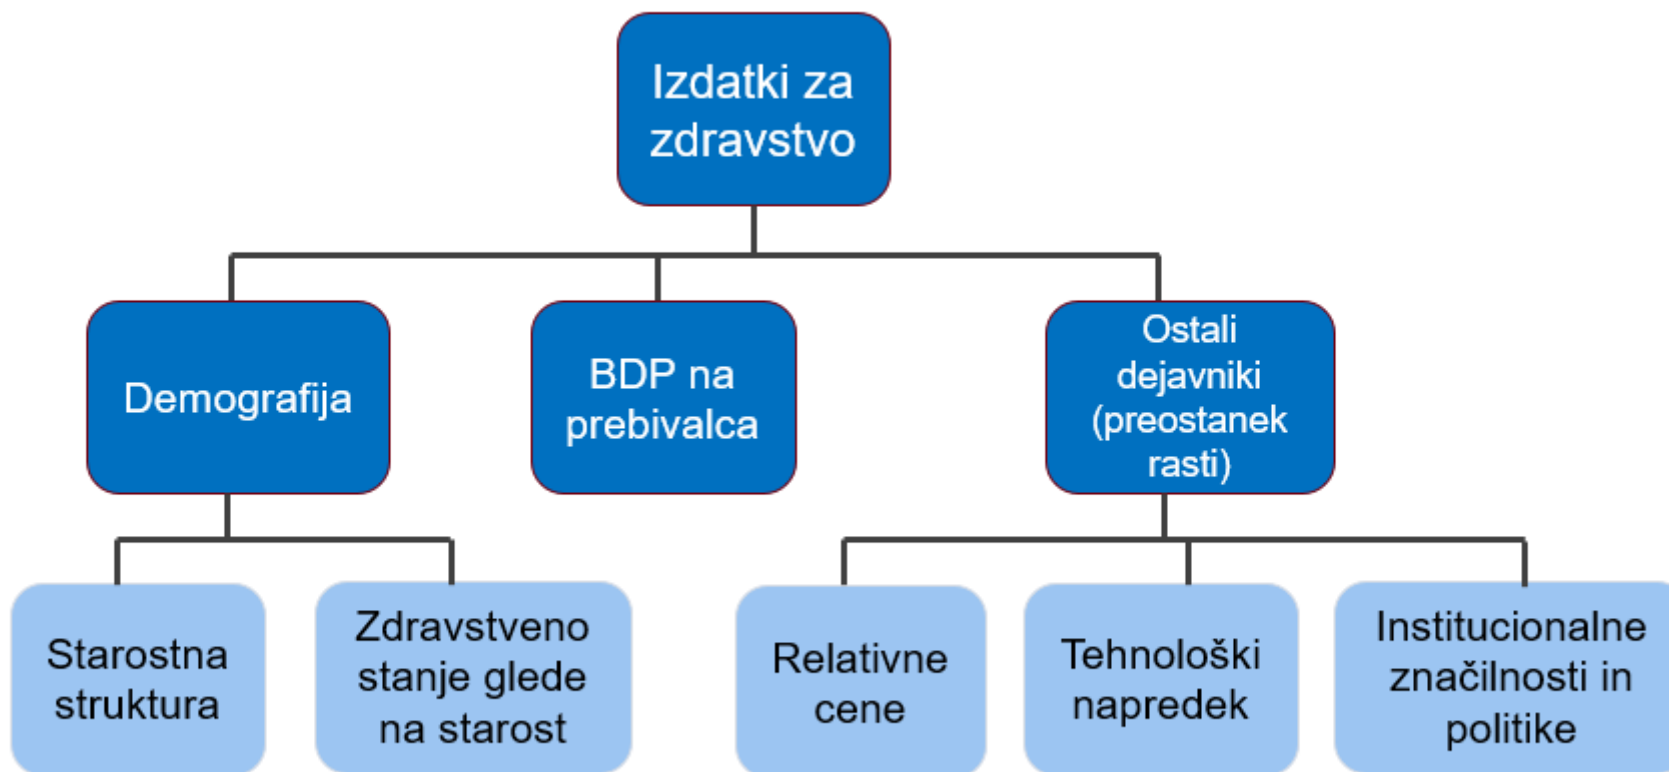 Izdatki za
zdravstvo
Demografija
BDP na
prebivalca
Ostali
dejavniki
(preostanek
rasti)
Starostna
struktura
Zdravstveno
stanje glede
na starost
Relativne
cene
Tehnološki
napredek
Institucionalne
značilnosti in
politike